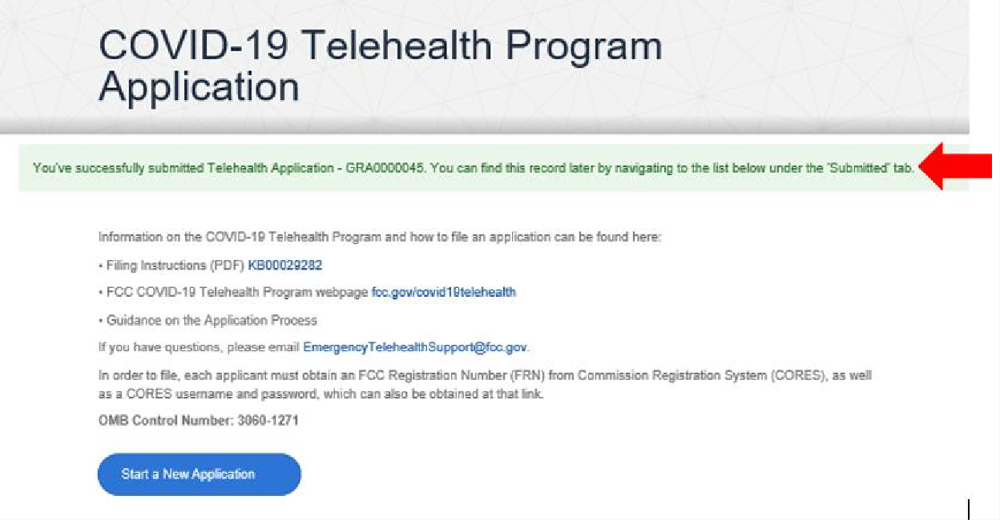 COVID-19 Telehealth Program
Application
You've successfully submitted Telehealth Application - GRA0000045. You can find this record later by navigating to the list below under the 'Submitted' tab.
Information on the COVID-19 Telehealth Program and how to file an application can be found here:
• Filing Instructions (PDF) KB00029282
• FCC COVID-19 Telehealth Program webpage fcc.gov/covid19telehealth
• Guidance on the Application Process
If you have questions, please email EmergencyTelehealthSupport@fcc.gov.
In order to file, each applicant must obtain an FCC Registration Number (FRN) from Commission Registration System (CORES), as well
as a CORES username and password, which can also be obtained at that link.
OMB Control Number: 3060-1271
Start a New Application